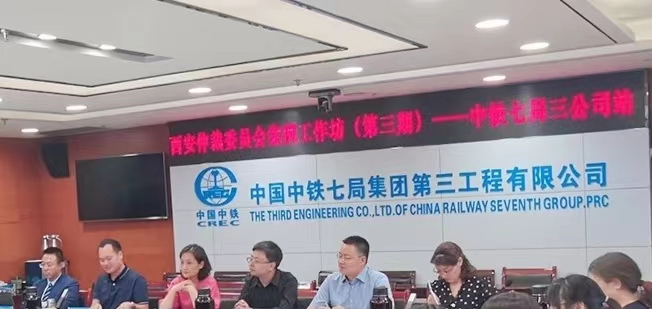 西安仲裁委员会发展工作坊（第三期）——中铁七局三公司站
中国中铁七局集团第三工程有限公司
中国中铁
THE THIRD ENGINEERING CO.,LTD.OF CHINA RAILWAY SEVENTH GROUP.PRC
CREC